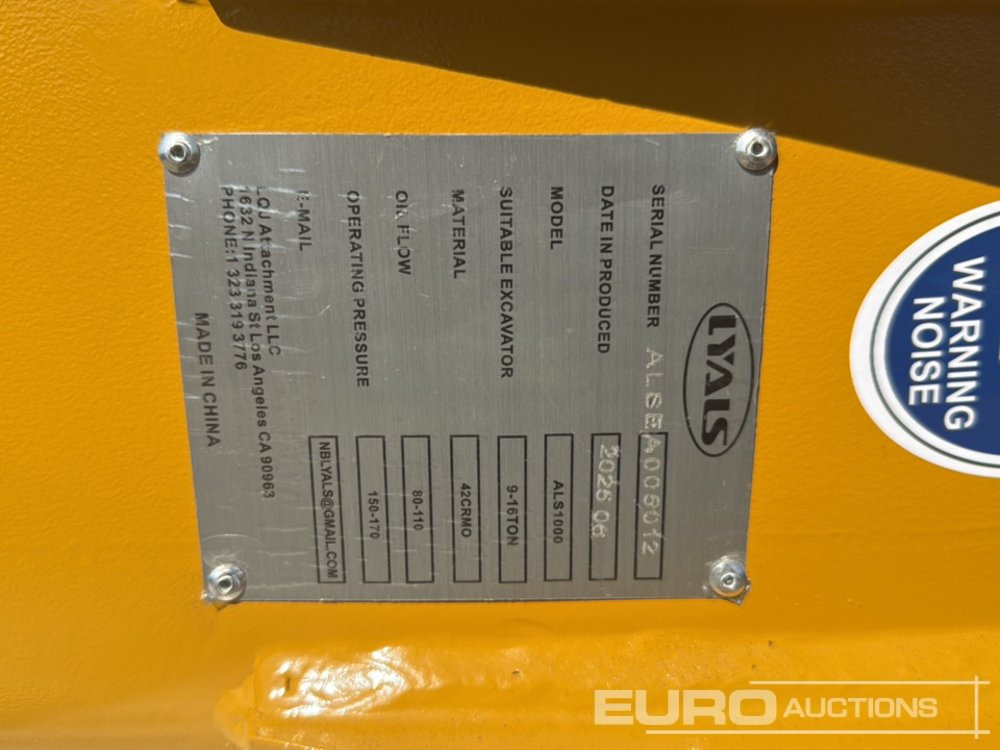 LYALS
SERIAL NUMBER ALSEA005012
DATE IN PRODUCED 2025 06
MODEL ALS1000
SUITABLE EXCAVATOR 9-16TON
MATERIAL 42CRMO
OIL FLOW 80-110
OPERATING PRESSURE 150-170
E-MAIL NBLYALS@GMAIL.COM
LQJ Attachment LLC
1632 N Indiana St Los Angeles CA 90963
PHONE:1 323 319 3776
MADE IN CHINA
WARNING
NOISE
EURO AUCTIONS